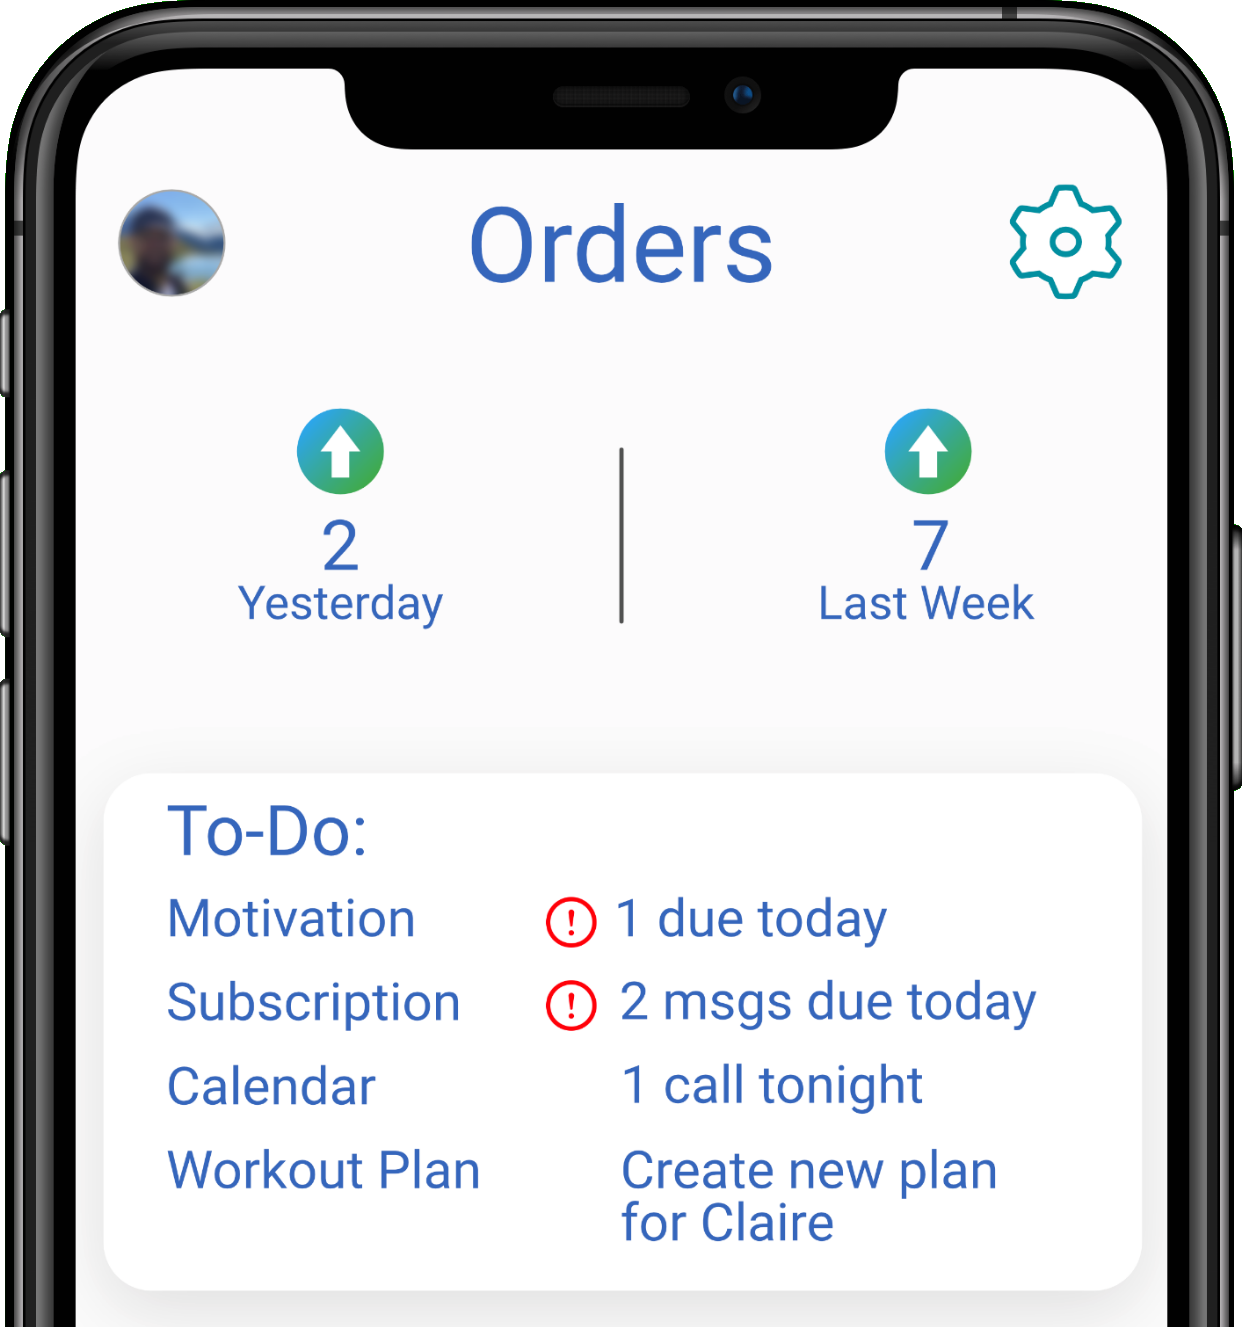 Orders
2
Yesterday
7
Last Week
To-Do:
Motivation ! 1 due today
Subscription ! 2 msgs due today
Calendar 1 call tonight
Workout Plan Create new plan
for Claire